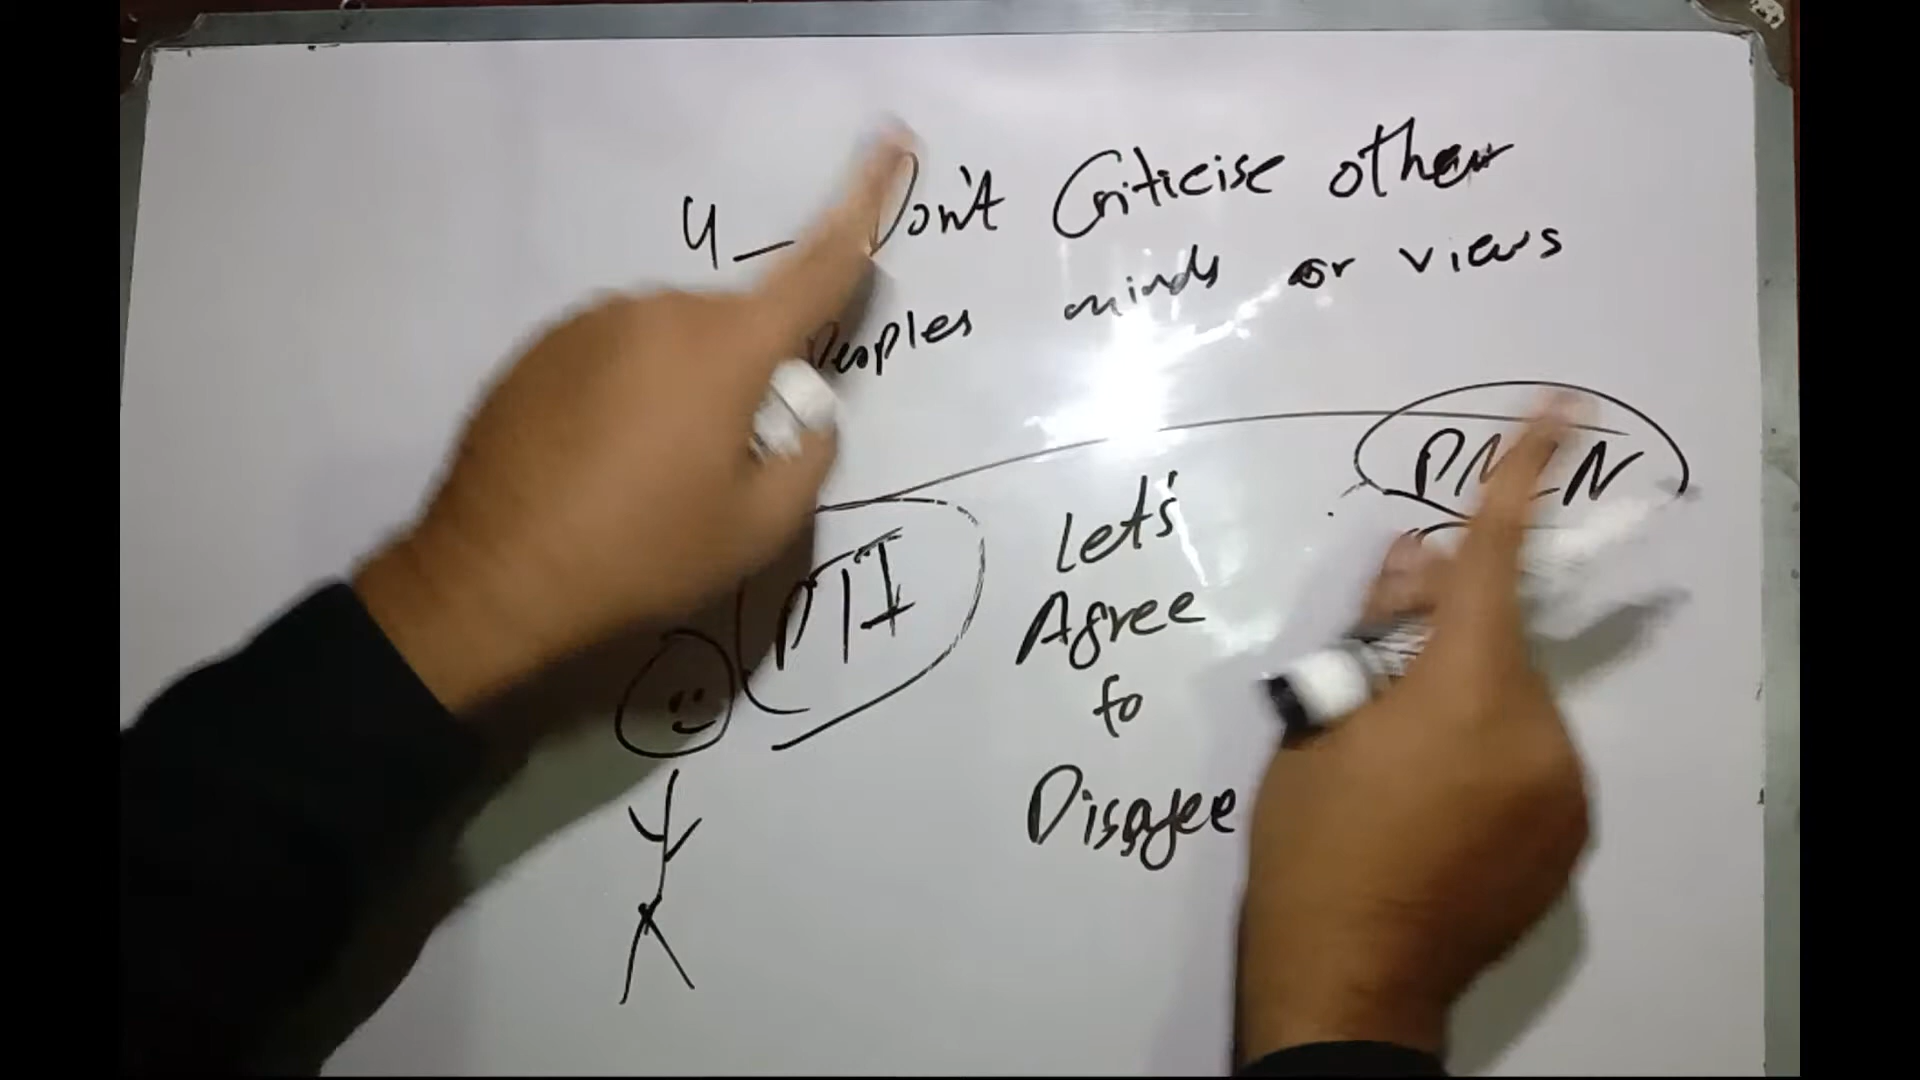 4_ Don't Criticise other
Peoples minds or views
PMLN
PTI
Let's
Agree
to
Disagree